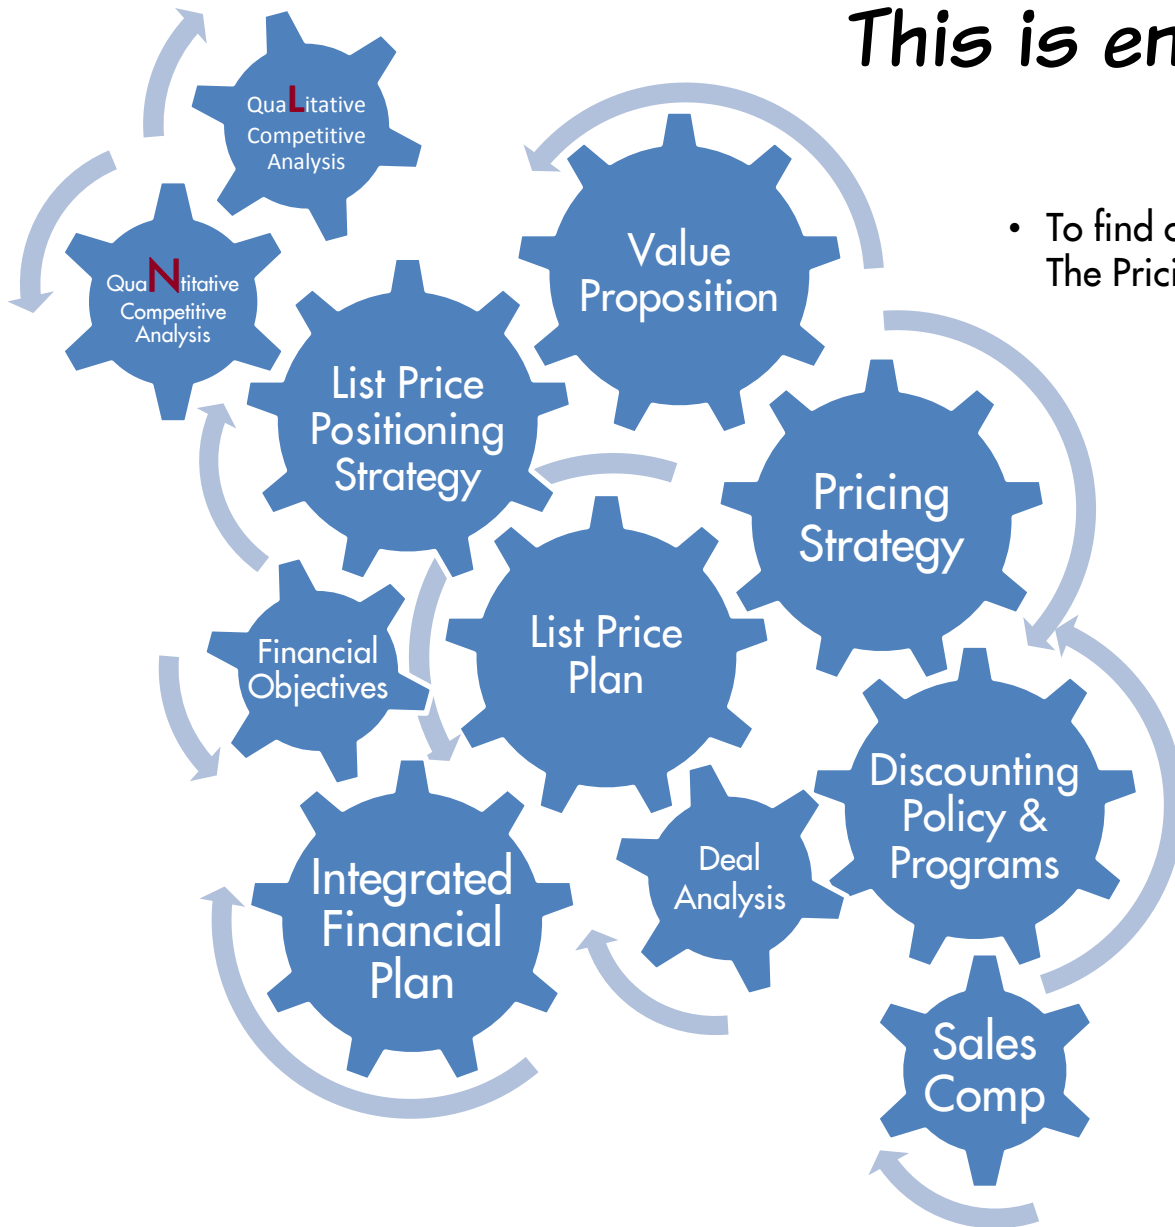 This is en
QuaLitative
Competitive
Analysis
• To find o
The Prici
Value
Proposition
QuaNtitative
Competitive
Analysis
List Price
Positioning
Strategy
Pricing
Strategy
List Price
Plan
Financial
Objectives
Discounting
Policy &
Programs
Deal
Analysis
Integrated
Financial
Plan
Sales
Comp